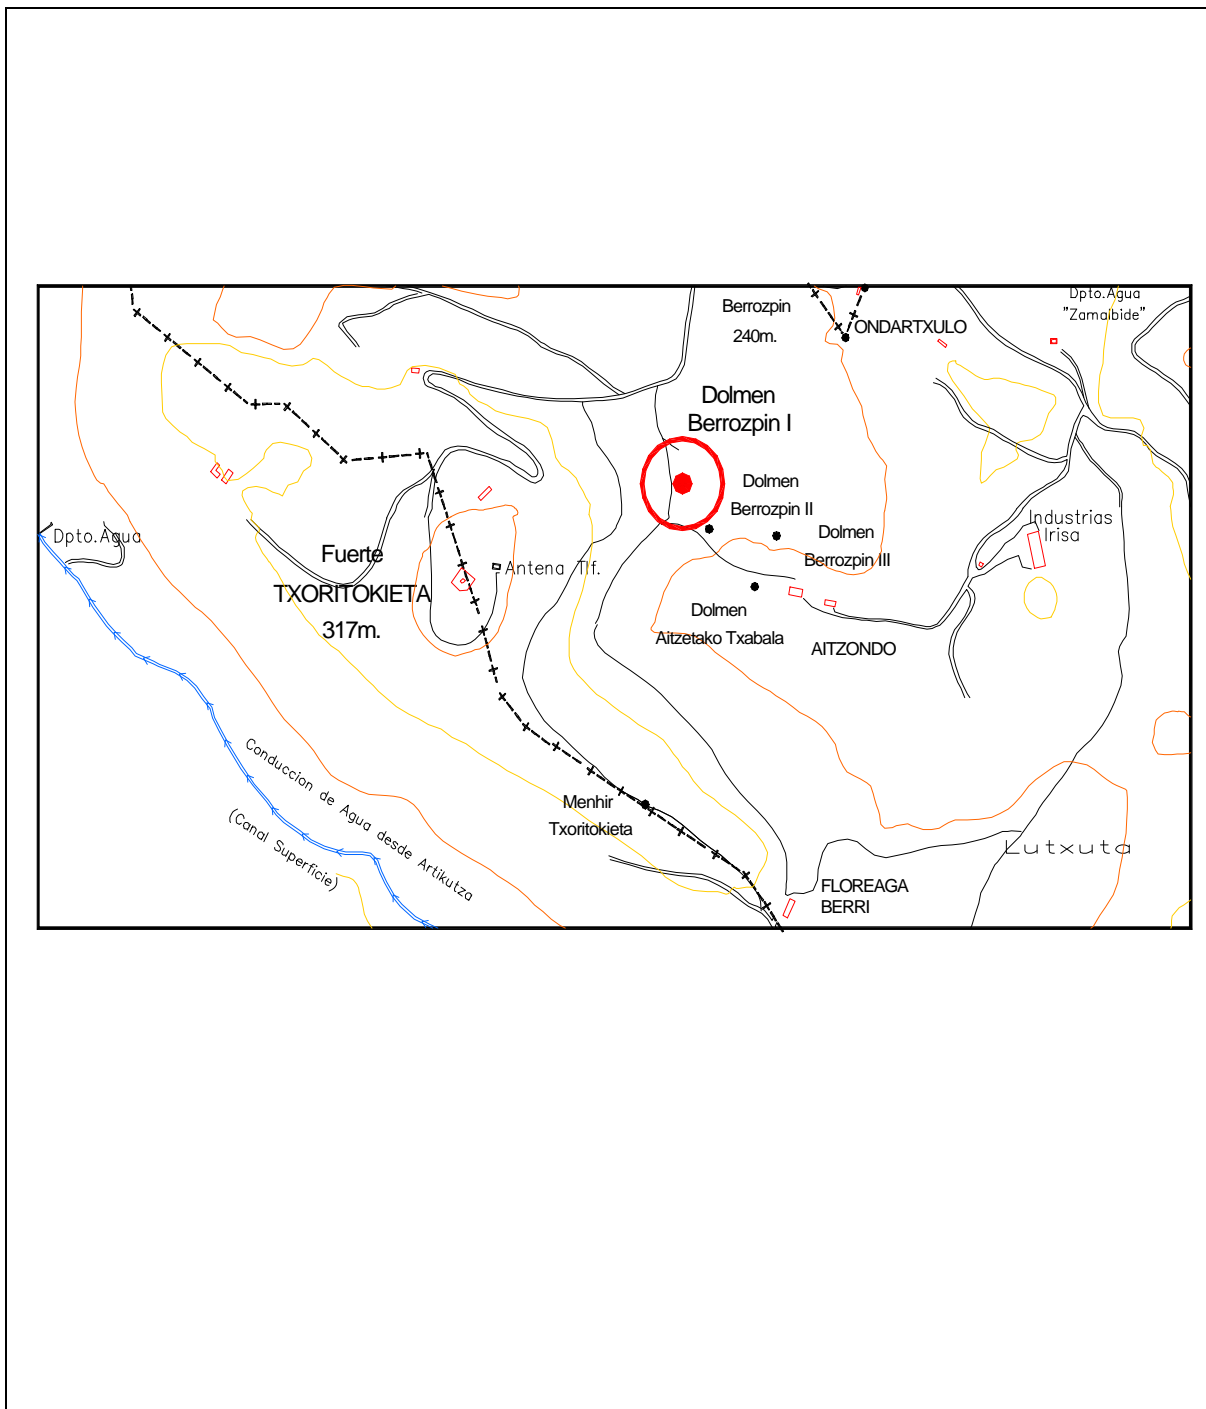 Berrozpin
240m.
ONDARTXULO
Dpto.Agua
"Zamaibide"
Dolmen
Berrozpin I
Dolmen
Berrozpin II
Dolmen
Berrozpin III
Industrias
Irisa
Dpto.Agua
Fuerte
TXORITOKIETA
317m.
Antena Tlf.
Dolmen
Aitzetako Txabala
AITZONDO
Conduccion de Agua desde Artikutza
(Canal Superficie)
Menhir
Txoritokieta
Lutxuta
FLOREAGA
BERRI